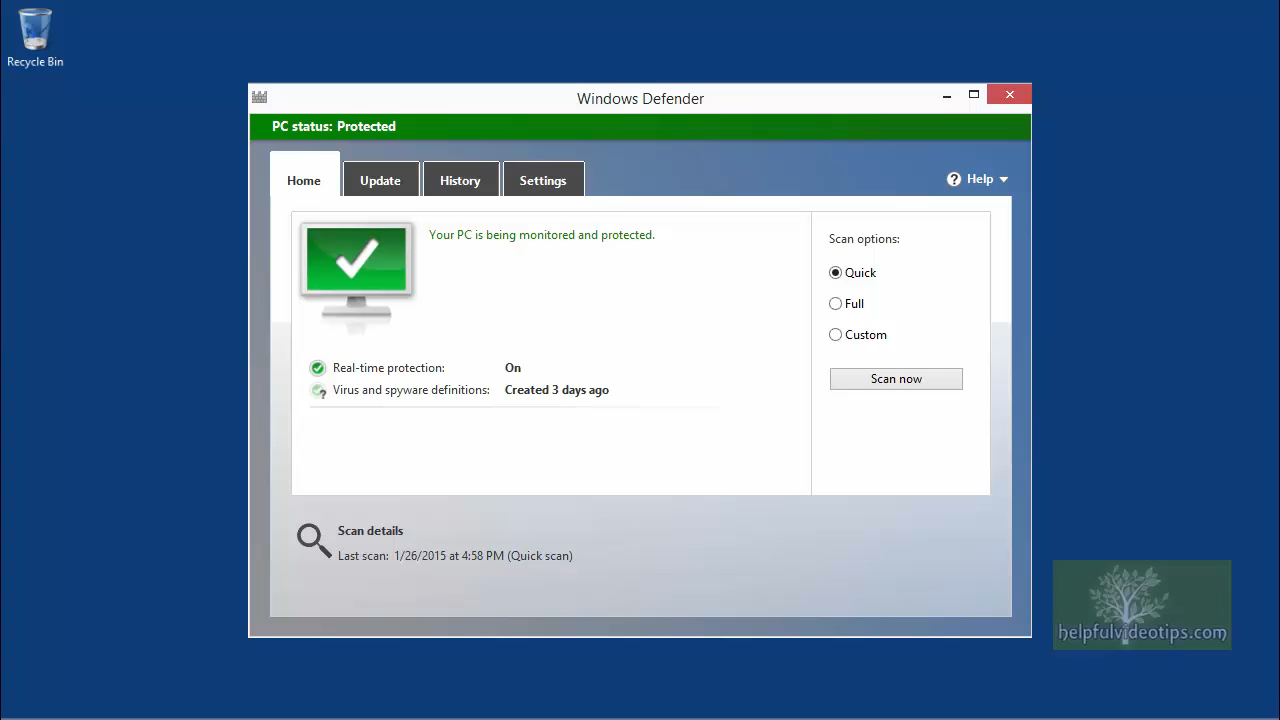 Recycle Bin
Windows Defender
PC status: Protected
Home
Update
History
Settings
Help
Your PC is being monitored and protected.
Real-time protection: On
Virus and spyware definitions: Created 3 days ago
Scan options:
Quick
Full
Custom
Scan now
Scan details
Last scan: 1/26/2015 at 4:58 PM (Quick scan)
helpfulvideotips.com